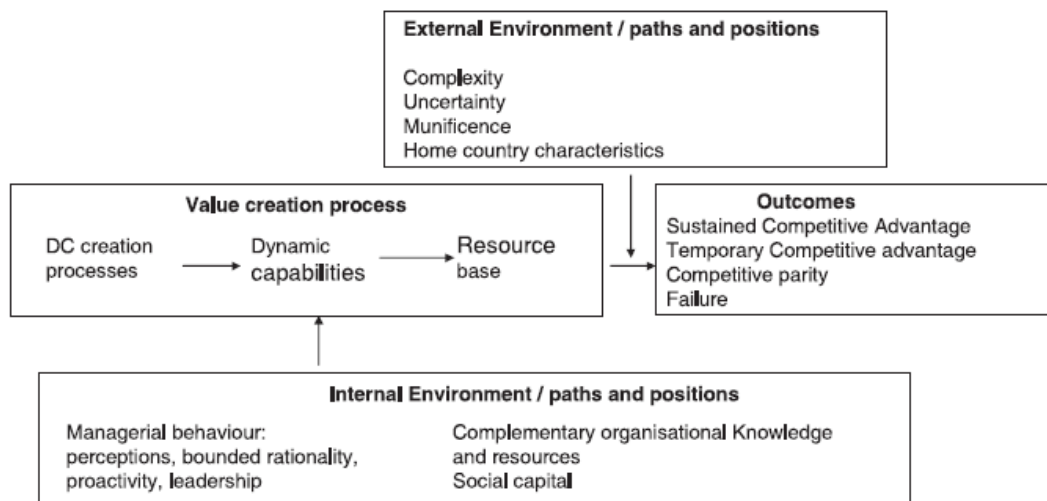 External Environment / paths and positions
Complexity
Uncertainty
Munificence
Home country characteristics
Value creation process
DC creation
processes
Dynamic
capabilities
Resource
base
Outcomes
Sustained Competitive Advantage
Temporary Competitive advantage
Competitive parity
Failure
Internal Environment / paths and positions
Managerial behaviour:
perceptions, bounded rationality,
proactivity, leadership
Complementary organisational Knowledge
and resources
Social capital